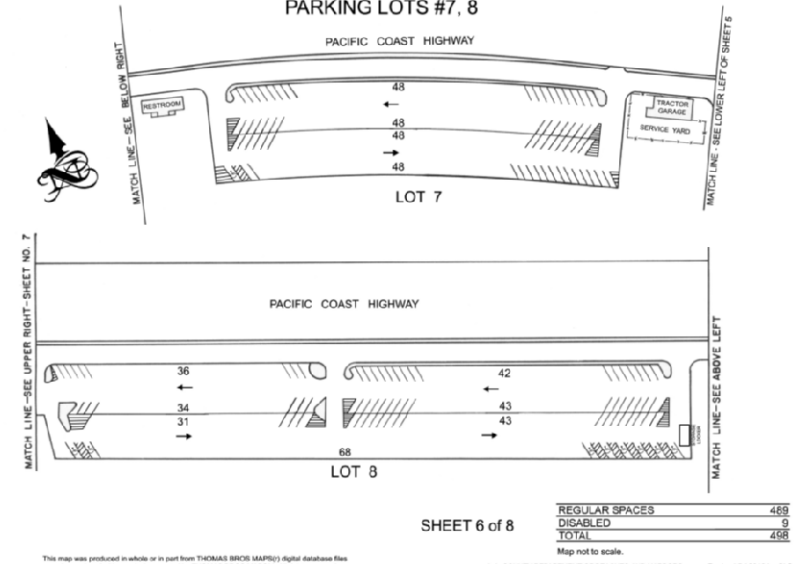 PARKING LOTS #7, 8
PACIFIC COAST HIGHWAY
MATCH LINE—SEE BELOW RIGHT
RESTROOM
48
48
48
48
TRACTOR
GARAGE
SERVICE YARD
MATCH LINE - SEE LOWER LEFT OF SHEET 5
LOT 7
MATCH LINE—SEE UPPER RIGHT-SHEET NO. 7
PACIFIC COAST HIGHWAY
36
42
34
43
31
43
68
MATCH LINE—SEE ABOVE LEFT
LOT 8
SHEET 6 of 8
REGULAR SPACES 489
DISABLED 9
TOTAL 498
Map not to scale.
This map was produced in whole or in part from THOMAS BROS MAPS(r) digital database files